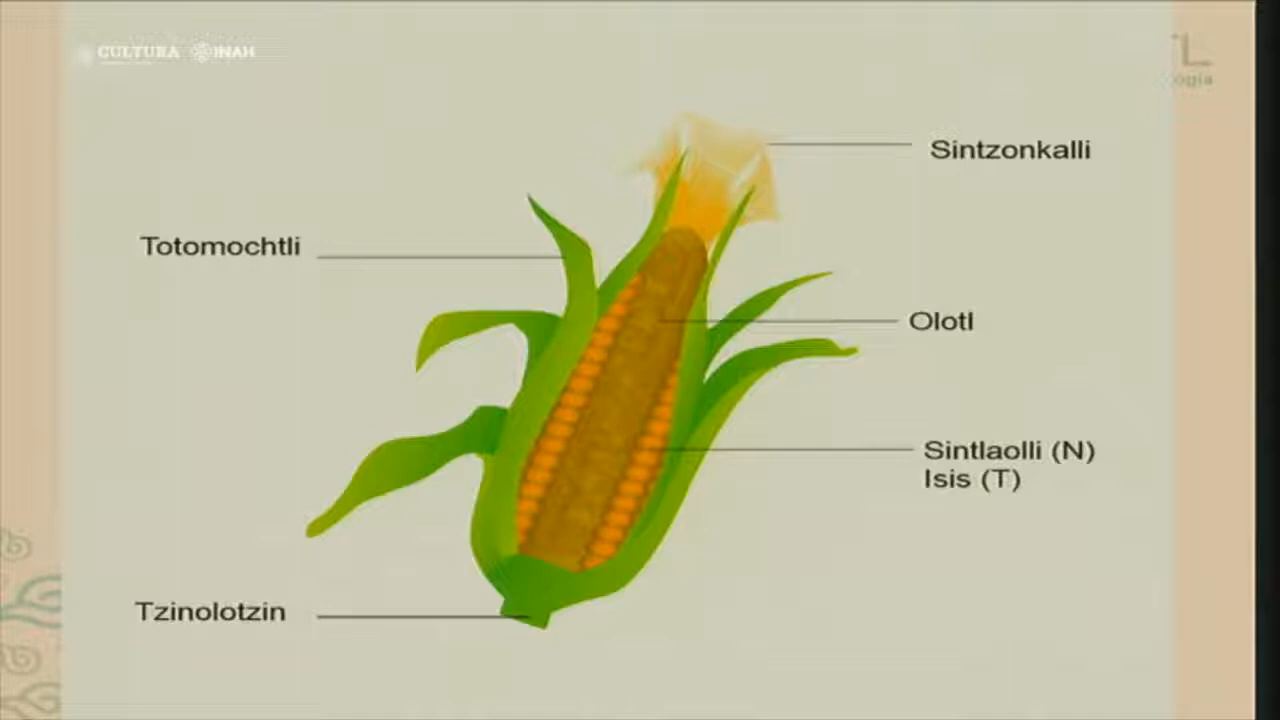 CULTURA INAH
Sintzonkalli
Totomochtli
Olotl
Sintlaolli (N)
Isis (T)
Tzinolotzin